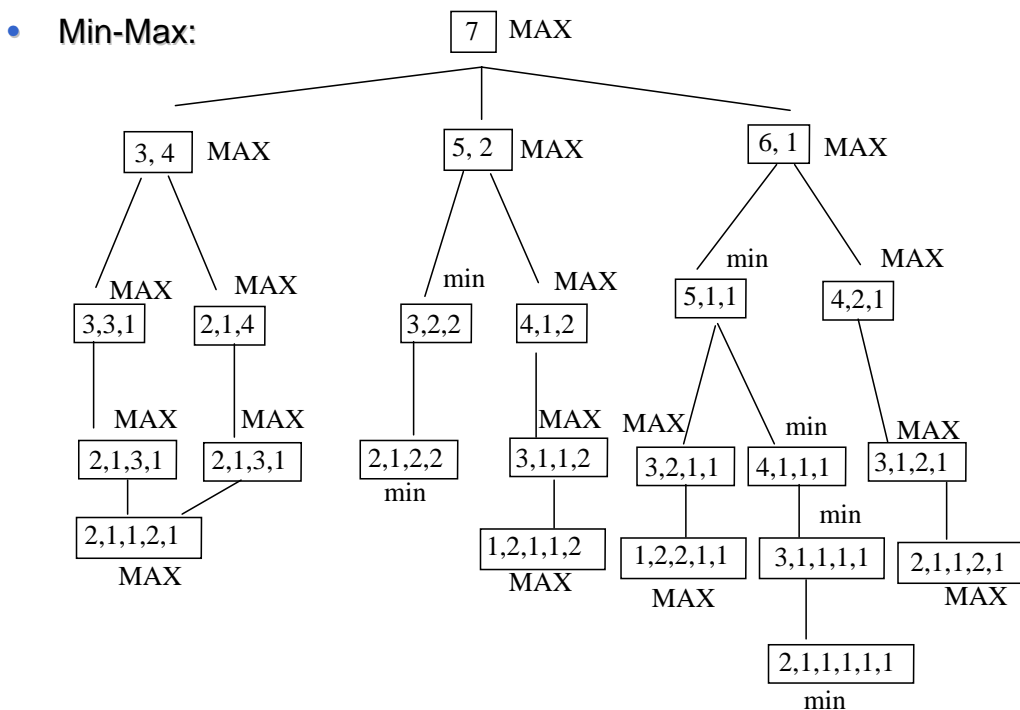 • Min-Max:
7 MAX
3, 4 MAX 5, 2 MAX 6, 1 MAX
MAX MAX min MAX min MAX
3,3,1 2,1,4 3,2,2 4,1,2 5,1,1 4,2,1
MAX MAX MAX MAX min MAX
2,1,3,1 2,1,3,1 2,1,2,2 3,1,1,2 3,2,1,1 4,1,1,1 3,1,2,1
min min
2,1,1,2,1 1,2,1,1,2 1,2,2,1,1 3,1,1,1,1 2,1,1,2,1
MAX MAX MAX MAX
2,1,1,1,1,1
min